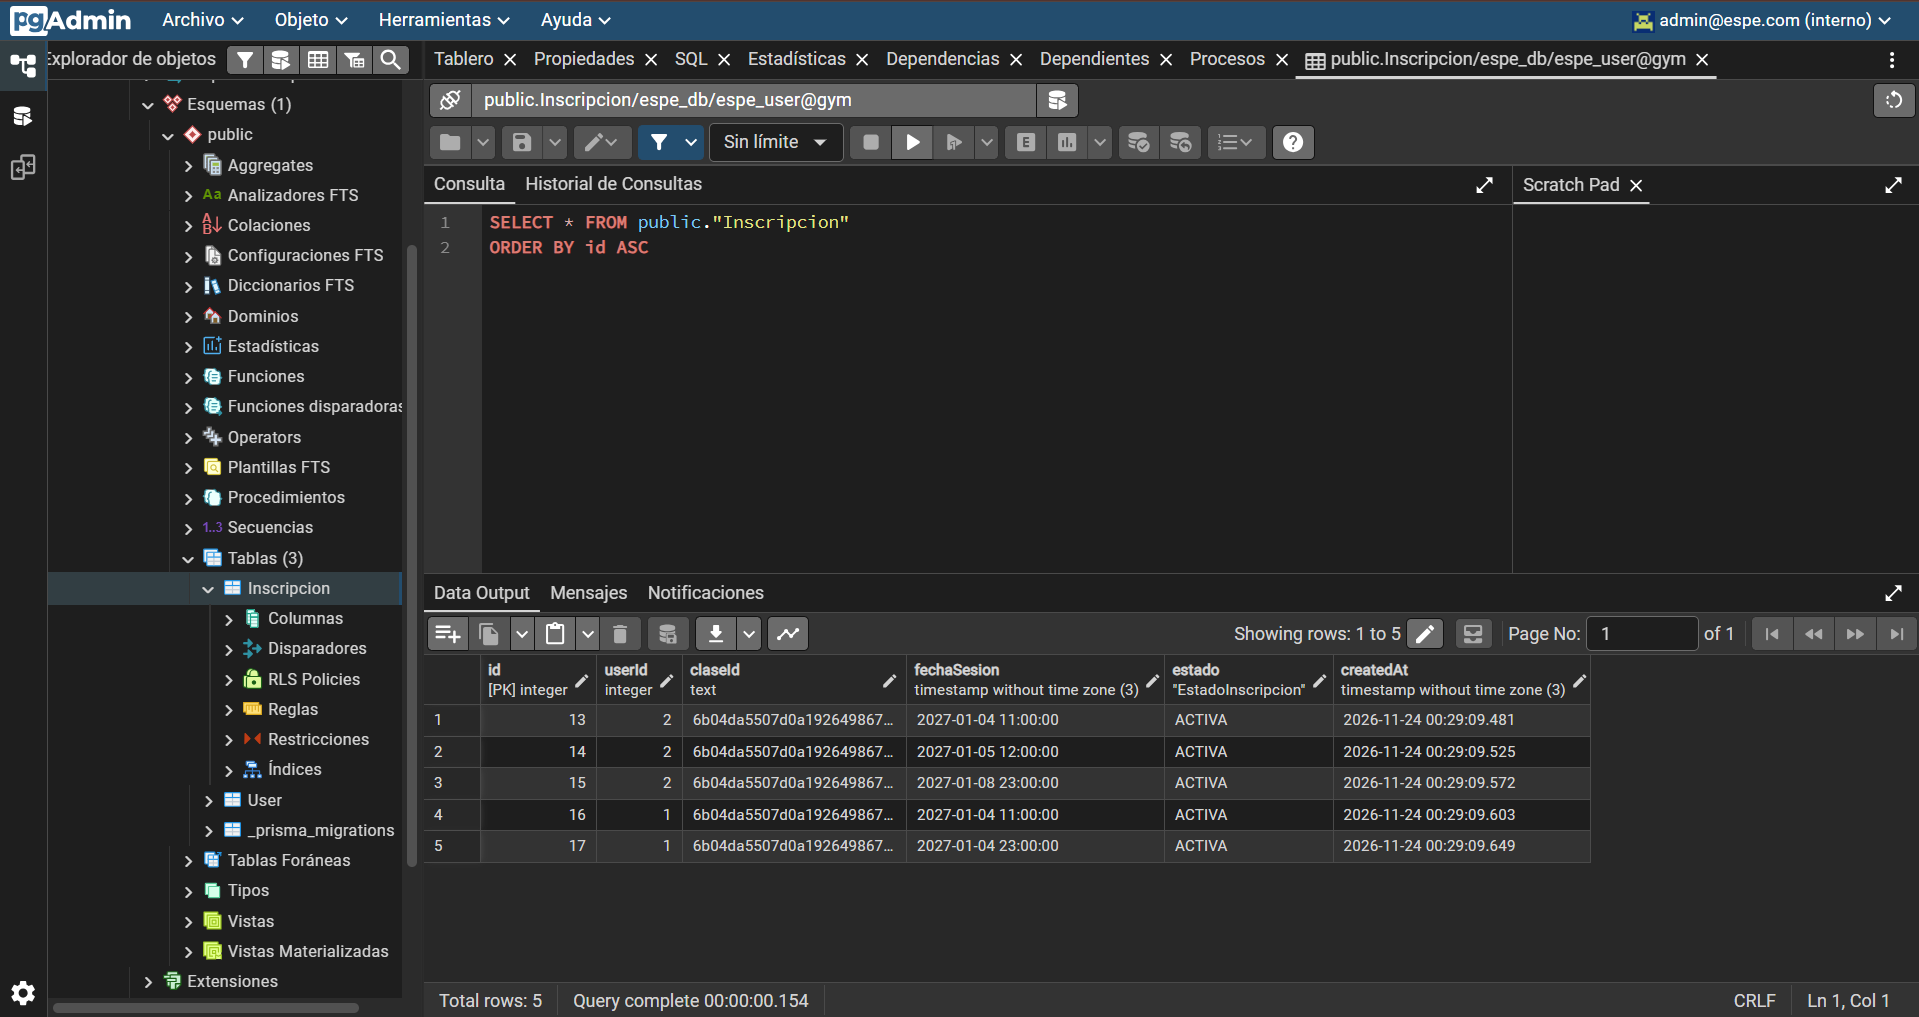 pgAdmin Archivo Objeto Herramientas Ayuda admin@espe.com (interno)
Explorador de objetos
Tablero Propiedades SQL Estadísticas Dependencias Dependientes Procesos public.Inscripcion/espe_db/espe_user@gym
public.Inscripcion/espe_db/espe_user@gym
Sin límite E
Consulta Historial de Consultas Scratch Pad
1 SELECT * FROM public."Inscripcion"
2 ORDER BY id ASC
Esquemas (1)
public
Aggregates
Aa Analizadores FTS
Colaciones
Configuraciones FTS
Diccionarios FTS
Dominios
Estadísticas
Funciones
Funciones disparadoras
Operators
Plantillas FTS
Procedimientos
1..3 Secuencias
Tablas (3)
Inscripcion
Columnas
Disparadores
RLS Policies
Reglas
Restricciones
Índices
User
_prisma_migrations
Tablas Foráneas
Tipos
Vistas
Vistas Materializadas
Extensiones
Data Output Mensajes Notificaciones
Showing rows: 1 to 5 Page No: 1 of 1
id userId claseId fechaSesion estado createdAt
[PK] integer integer text timestamp without time zone (3) "EstadoInscripcion" timestamp without time zone (3)
1 13 2 6b04da5507d0a192649867... 2027-01-04 11:00:00 ACTIVA 2026-11-24 00:29:09.481
2 14 2 6b04da5507d0a192649867... 2027-01-05 12:00:00 ACTIVA 2026-11-24 00:29:09.525
3 15 2 6b04da5507d0a192649867... 2027-01-08 23:00:00 ACTIVA 2026-11-24 00:29:09.572
4 16 1 6b04da5507d0a192649867... 2027-01-04 11:00:00 ACTIVA 2026-11-24 00:29:09.603
5 17 1 6b04da5507d0a192649867... 2027-01-04 23:00:00 ACTIVA 2026-11-24 00:29:09.649
Total rows: 5 Query complete 00:00:00.154 CRLF Ln 1, Col 1